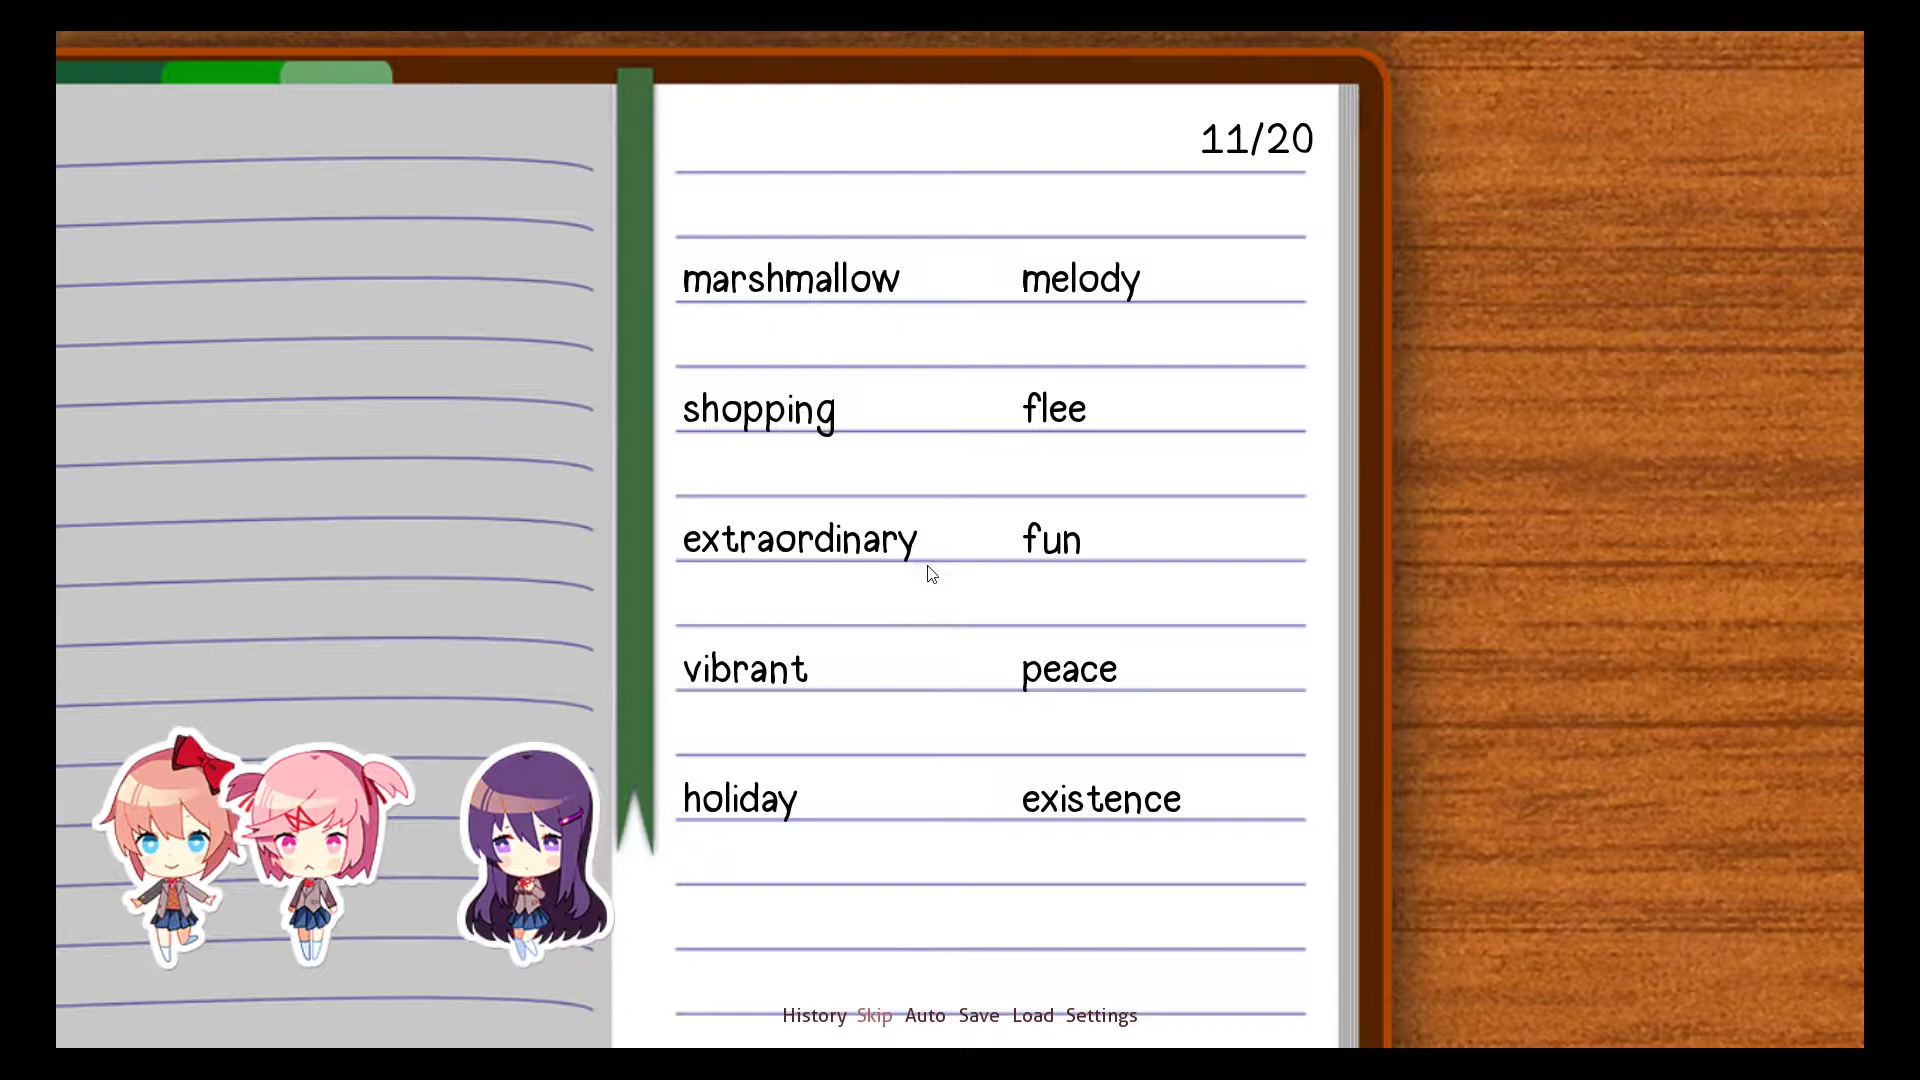 11/20
marshmallow melody
shopping flee
extraordinary fun
vibrant peace
holiday existence
History Skip Auto Save Load Settings